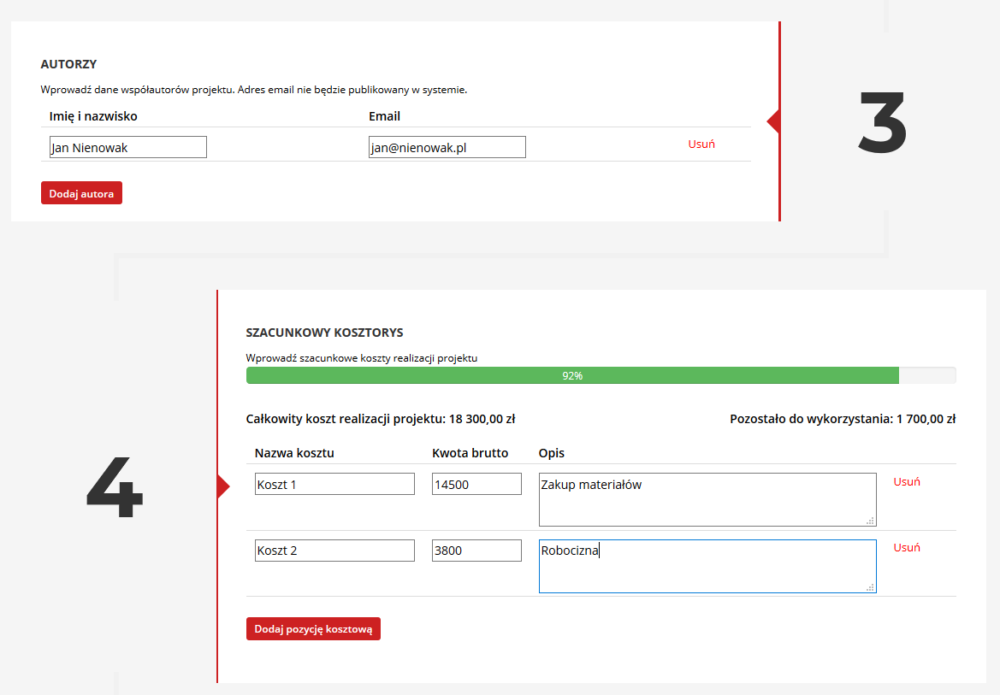 AUTORZY
Wprowadź dane współautorów projektu. Adres email nie będzie publikowany w systemie.
Imię i nazwisko Email
Jan Nienowak jan@nienowak.pl Usuń
Dodaj autora
3
SZACUNKOWY KOSZTORYS
Wprowadź szacunkowe koszty realizacji projektu
92%
Całkowity koszt realizacji projektu: 18 300,00 zł Pozostało do wykorzystania: 1 700,00 zł
Nazwa kosztu Kwota brutto Opis
Koszt 1 14500 Zakup materiałów Usuń
Koszt 2 3800 Robocizna Usuń
Dodaj pozycję kosztową
4